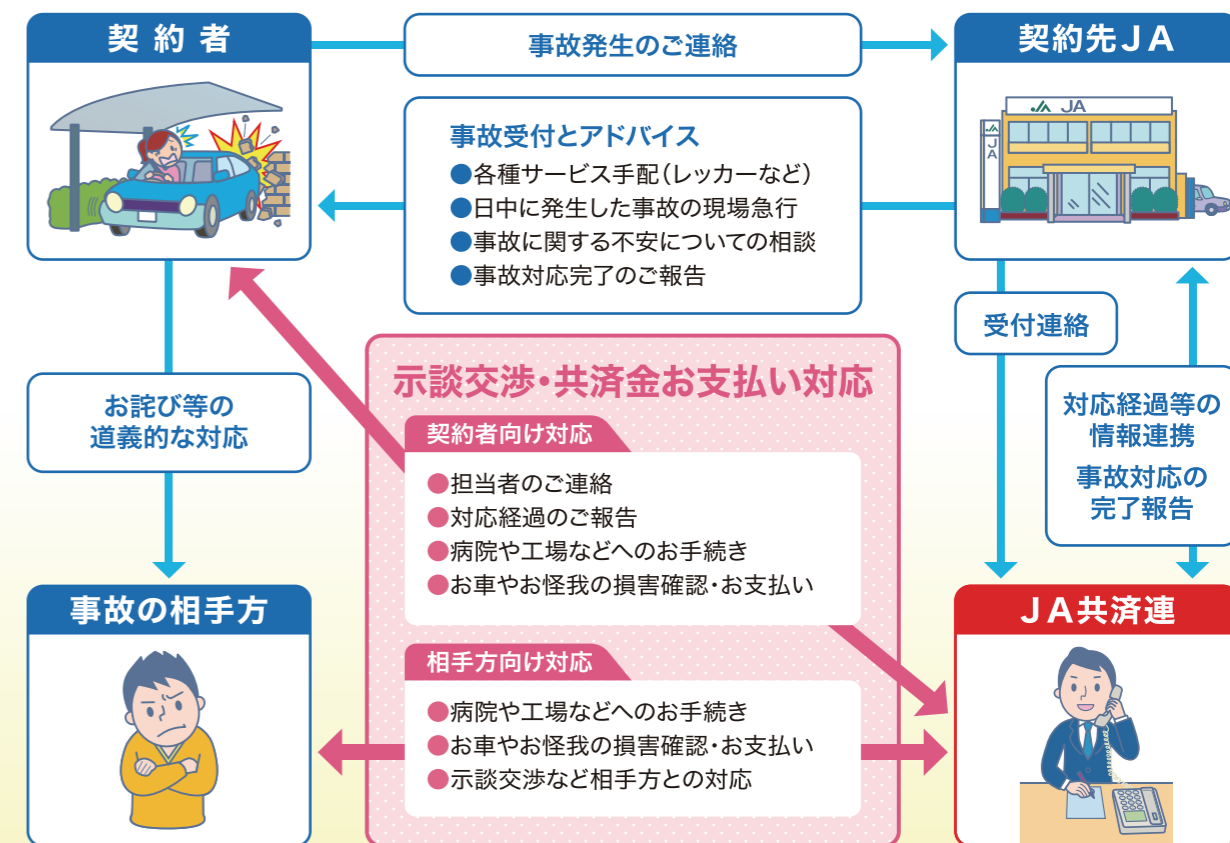 契約者
事故発生のご連絡
契約先JA
JA
JA
事故受付とアドバイス
●各種サービス手配（レッカーなど）
●日中に発生した事故の現場急行
●事故に関する不安についての相談
●事故対応完了のご報告
受付連絡
対応経過等の
情報連携
事故対応の
完了報告
お詫び等の
道義的な対応
示談交渉・共済金お支払い対応
契約者向け対応
●担当者のご連絡
●対応経過のご報告
●病院や工場などへのお手続き
●お車やお怪我の損害確認・お支払い
相手方向け対応
●病院や工場などへのお手続き
●お車やお怪我の損害確認・お支払い
●示談交渉など相手方との対応
事故の相手方
JA共済連